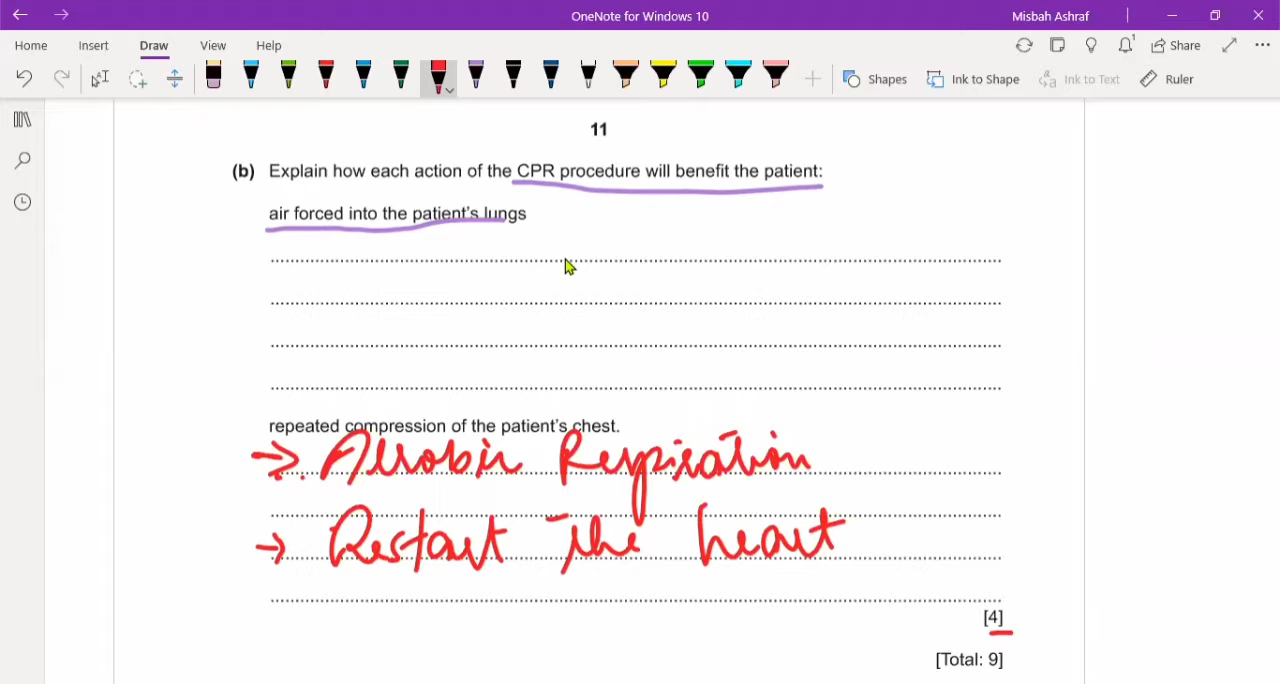 OneNote for Windows 10
Misbah Ashraf
Home Insert Draw View Help
1 Share
Shapes Ink to Shape Ink to Text Ruler
11
(b) Explain how each action of the CPR procedure will benefit the patient:
air forced into the patient's lungs
repeated compression of the patient's chest.
→ Aerobic Respiration
→ Restart The heart
[4]
[Total: 9]